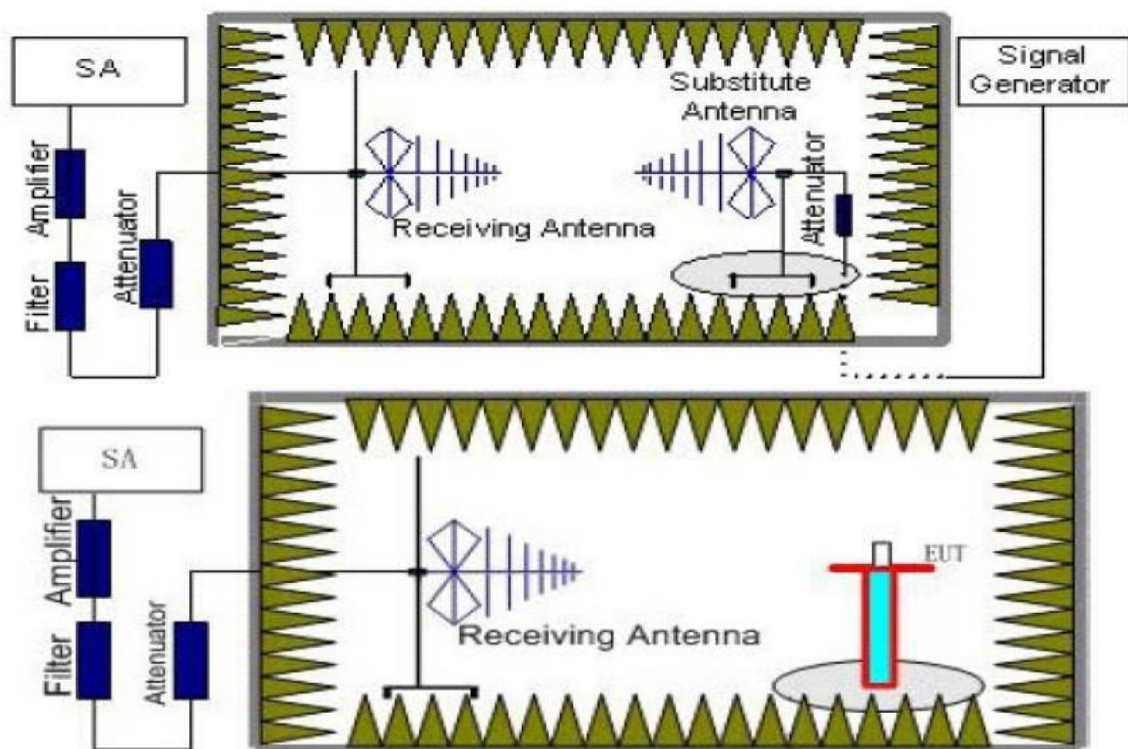 SA
Signal
Generator
Substitute
Antenna
Amplifier
Attenuator
Receiving Antenna
Attenuator
Filter
SA
Amplifier
EUT
Receiving Antenna
Filter
Attenuator